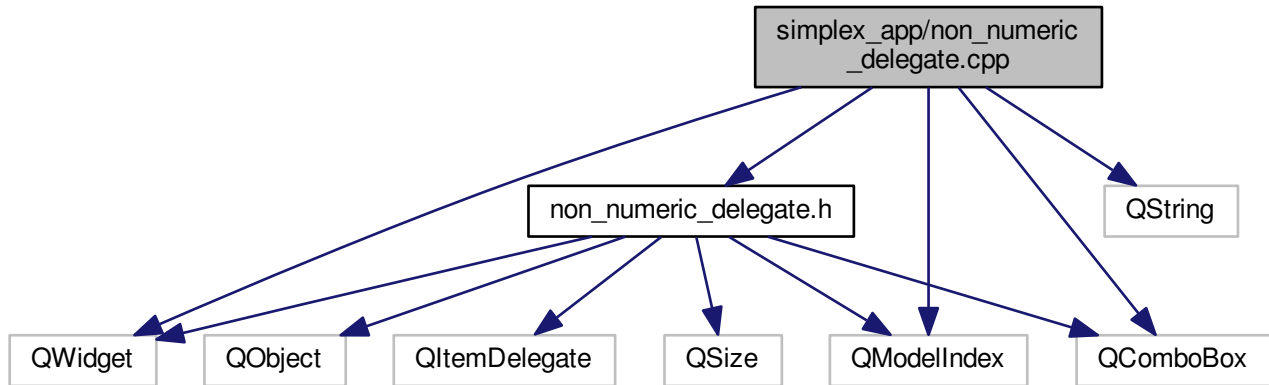 simplex_app/non_numeric
_delegate.cpp
non_numeric_delegate.h
QString
QWidget
QObject
QItemDelegate
QSize
QModelIndex
QComboBox